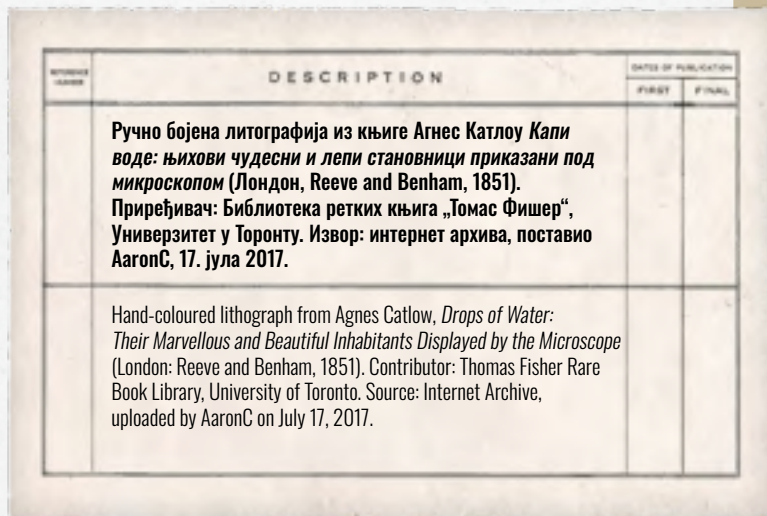 REFERENCE NUMBER
DESCRIPTION
DATES OF PUBLICATION
FIRST FINAL
Ручно бојена литографија из књиге Агнес Катлоу Капи
воде: њихови чудесни и лепи становници приказани под
микроскопом (Лондон, Reeve and Benham, 1851).
Приређивач: Библиотека ретких књига „Томас Фишер“,
Универзитет у Торонту. Извор: интернет архива, поставио
AaronC, 17. јула 2017.
Hand-coloured lithograph from Agnes Catlow, Drops of Water:
Their Marvellous and Beautiful Inhabitants Displayed by the Microscope
(London: Reeve and Benham, 1851). Contributor: Thomas Fisher Rare
Book Library, University of Toronto. Source: Internet Archive,
uploaded by AaronC on July 17, 2017.